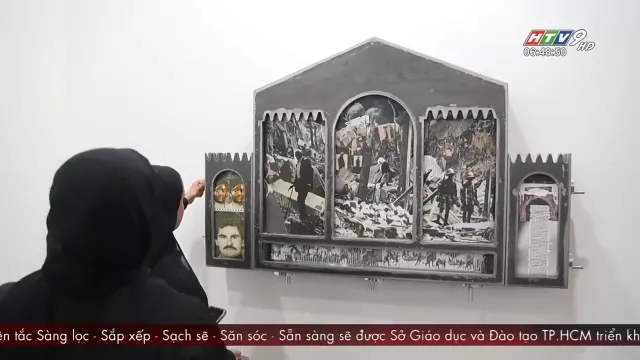 HTV9 HD
06:48:50
ên tắc Sàng lọc - Sắp xếp - Sạch sẽ - Săn sóc - Sẵn sàng sẽ được Sở Giáo dục và Đào tạo TP.HCM triển kh